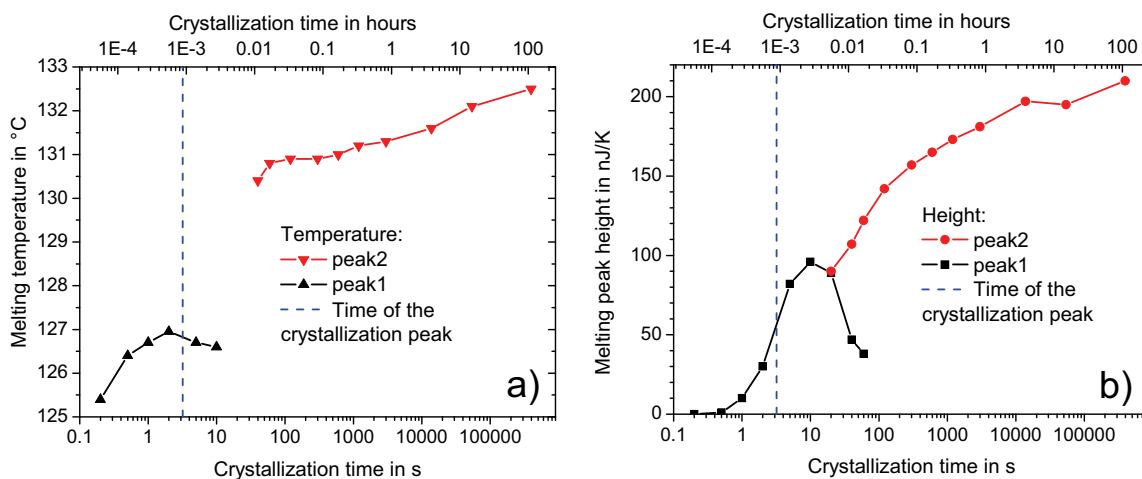 Crystallization time in hours
1E-4 1E-3 0.01 0.1 1 10 100
133
132
131
130
129
128
127
126
125
Melting temperature in °C
Temperature:
peak2
peak1
Time of the
crystallization peak
a)
0.1 1 10 100 1000 10000 100000
Crystallization time in s
Crystallization time in hours
1E-4 1E-3 0.01 0.1 1 10 100
200
150
100
50
0
Melting peak height in nJ/K
Height:
peak2
peak1
Time of the
crystallization peak
b)
0.1 1 10 100 1000 10000 100000
Crystallization time in s